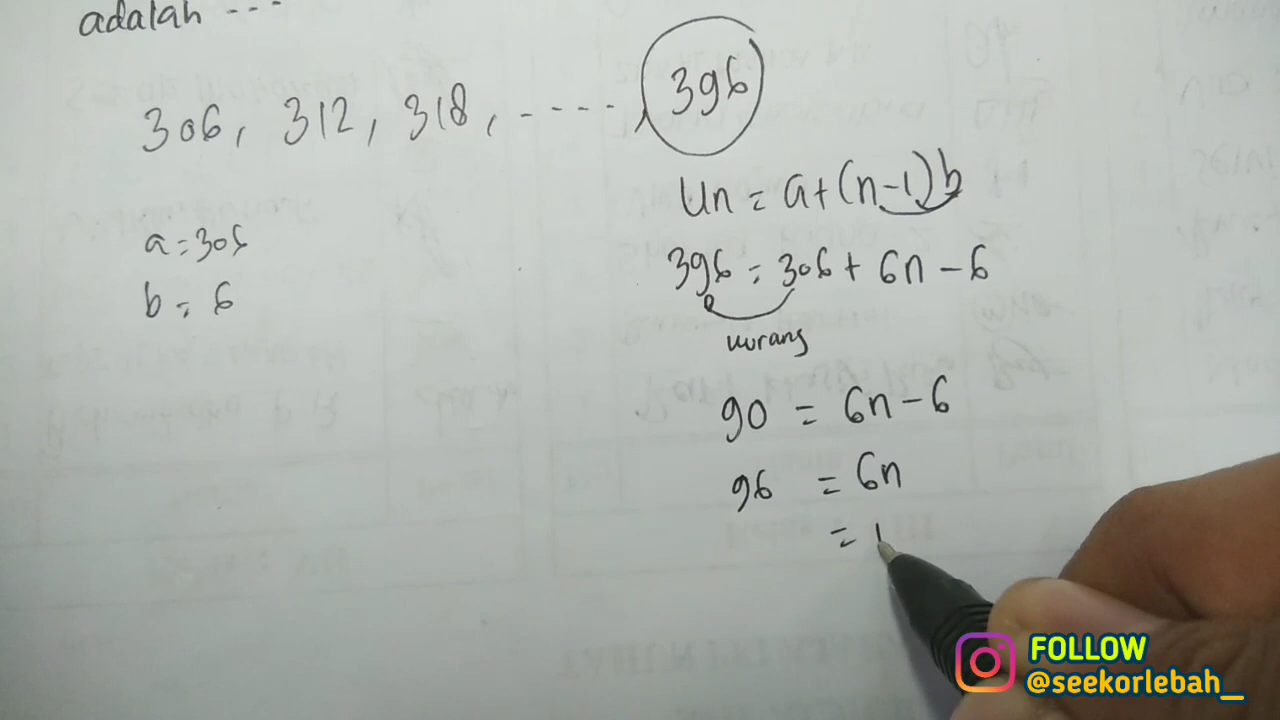 adalah ...
306, 312, 318, ....., 396
Un = a+(n-1)b
a = 306
396 = 306 + 6n - 6
b = 6
kurang
90 = 6n - 6
96 = 6n
=
FOLLOW
@seekorlebah_